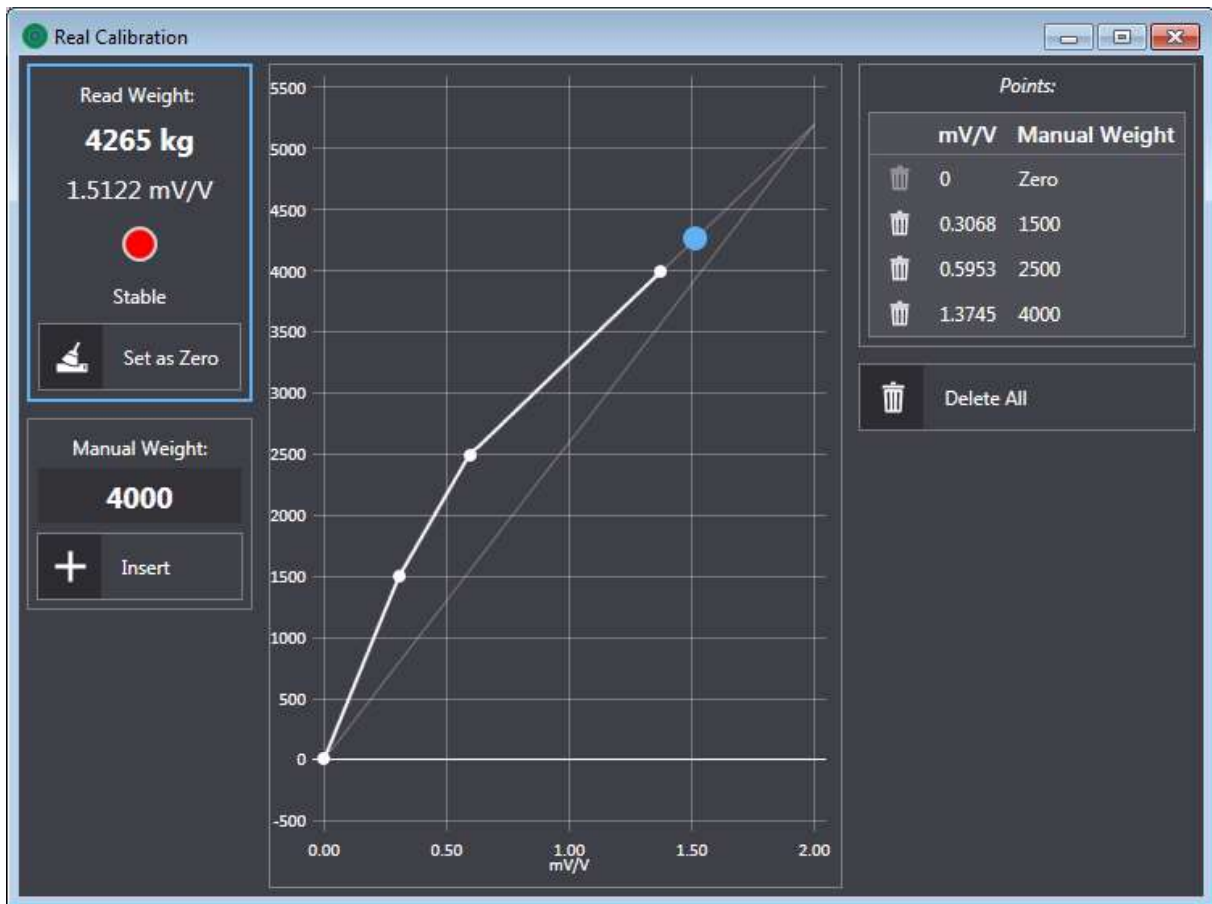 Real Calibration
Read Weight:
4265 kg
1.5122 mV/V
Stable
Set as Zero
Manual Weight:
4000
Insert
5500
5000
4500
4000
3500
3000
2500
2000
1500
1000
500
0
-500
0.00 0.50 1.00 1.50 2.00
mV/V
Points:
mV/V Manual Weight
0 Zero
0.3068 1500
0.5953 2500
1.3745 4000
Delete All